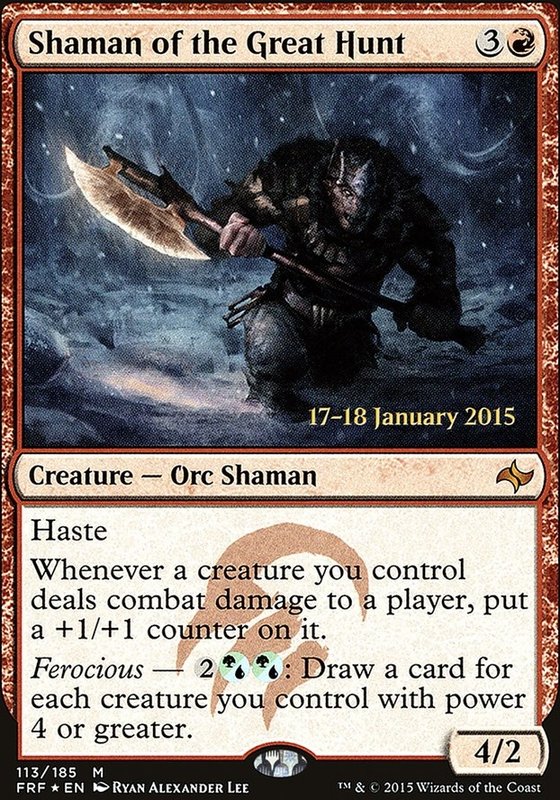 Shaman of the Great Hunt 3
17–18 January 2015
Creature — Orc Shaman
Haste
Whenever a creature you control
deals combat damage to a player, put
a +1/+1 counter on it.
Ferocious — 2: Draw a card for
each creature you control with power
4 or greater.
4/2
113/185 M
FRF ★ EN Ryan Alexander Lee
™ & © 2015 Wizards of the Coast